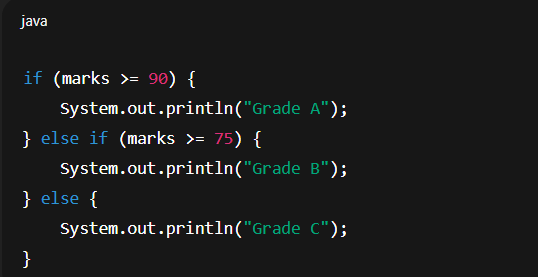 java
if (marks >= 90) {
    System.out.println("Grade A");
} else if (marks >= 75) {
    System.out.println("Grade B");
} else {
    System.out.println("Grade C");
}